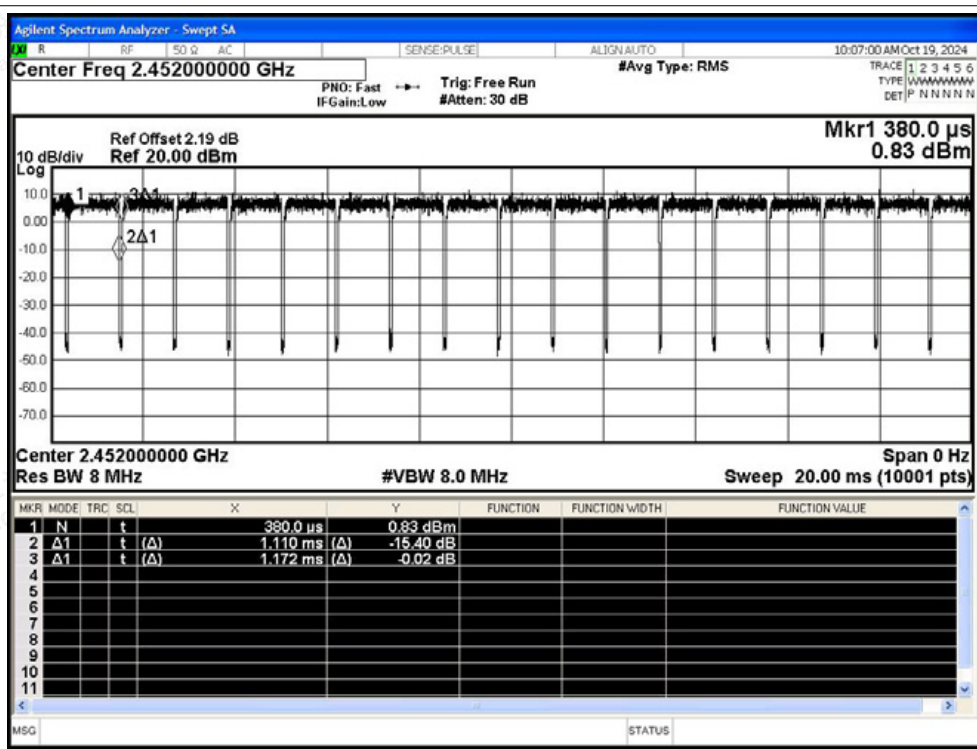 Agilent Spectrum Analyzer - Swept SA
R RF 50 Ω AC SENSE:PULSE ALIGN AUTO 10:07:00 AM Oct 19, 2024
Center Freq 2.452000000 GHz #Avg Type: RMS TRACE 1 2 3 4 5 6
PNO: Fast Trig: Free Run TYPE WWWWWW
IFGain:Low #Atten: 30 dB DET P N N N N N
Mkr1 380.0 µs
0.83 dBm
Ref Offset 2.19 dB
10 dB/div Ref 20.00 dBm
Log
10.0
1 3Δ1
0.00
2Δ1
-10.0
-20.0
-30.0
-40.0
-50.0
-60.0
-70.0
Center 2.452000000 GHz Span 0 Hz
Res BW 8 MHz #VBW 8.0 MHz Sweep 20.00 ms (10001 pts)
MKR MODE TRC SCL X Y FUNCTION FUNCTION WIDTH FUNCTION VALUE
1 N t 380.0 µs 0.83 dBm
2 Δ1 t (Δ) 1.110 ms (Δ) -15.40 dB
3 Δ1 t (Δ) 1.172 ms (Δ) -0.02 dB
4
5
6
7
8
9
10
11
MSG STATUS